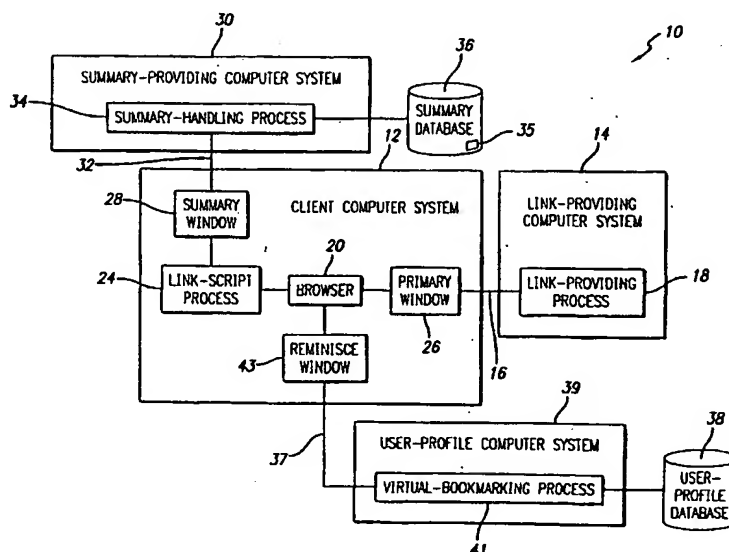 30
10
SUMMARY-PROVIDING COMPUTER SYSTEM
36
34
SUMMARY-HANDLING PROCESS
SUMMARY
DATABASE
35
32
12
14
28
SUMMARY
WINDOW
CLIENT COMPUTER SYSTEM
LINK-PROVIDING
COMPUTER SYSTEM
20
24
LINK-SCRIPT
PROCESS
BROWSER
PRIMARY
WINDOW
LINK-PROVIDING
PROCESS
18
43
REMINISCE
WINDOW
26
16
39
37
USER-PROFILE COMPUTER SYSTEM
38
VIRTUAL-BOOKMARKING PROCESS
USER-
PROFILE
DATABASE
41